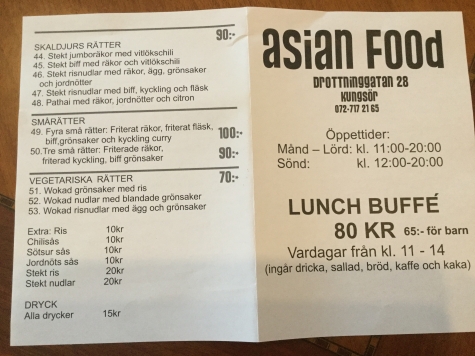 SKALDJURS RÄTTER 90:-
44. Stekt jumboräkor med vitlökschili
45. Stekt biff med räkor och vitlökschili
46. Stekt risnudlar med räkor, ägg, grönsaker
och jordnötter
47. Stekt risnudlar med biff, kyckling och fläsk
48. Pathai med räkor, jordnötter och citron
SMÅRÄTTER
49. Fyra små rätter: Friterat räkor, friterat fläsk, 100:-
biff,grönsaker och kyckling curry
50.Tre små rätter: Friterade räkor, 90:-
friterad kyckling, biff grönsaker
VEGETARISKA RÄTTER 70:-
51. Wokad grönsaker med ris
52. Wokad nudlar med blandade grönsaker
53. Wokad risnudlar med ägg och grönsaker
Extra: Ris 10kr
Chilisås 10kr
Sötsur sås 10kr
Jordnöts sås 10kr
Stekt ris 20kr
Stekt nudlar 20kr
DRYCK
Alla drycker 15kr
asian Food
Drottninggatan 28
Kungsör
072-717 21 65
Öppettider:
Månd – Lörd: kl. 11:00-20:00
Sönd: kl. 12:00-20:00
LUNCH BUFFÉ
80 KR 65:- för barn
Vardagar från kl. 11 - 14
(ingår dricka, sallad, bröd, kaffe och kaka)